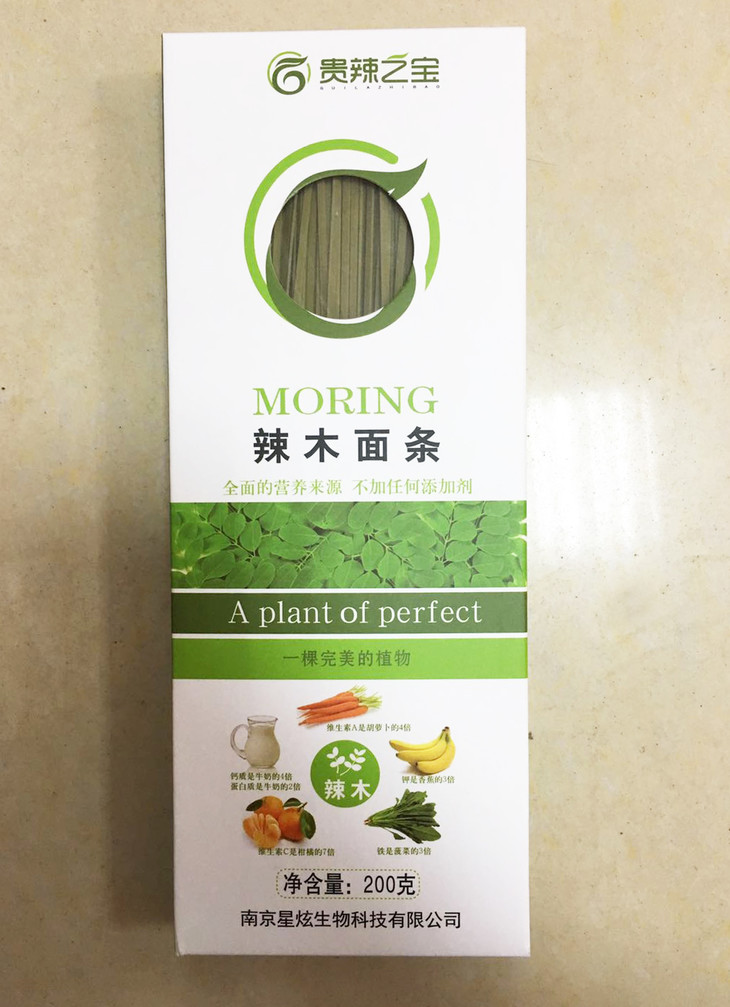 贵辣之宝
GUILAZHIBAO
MORING
辣木面条
全面的营养来源 不加任何添加剂
A plant of perfect
一棵完美的植物
维生素A是胡萝卜的4倍
钙质是牛奶的4倍
蛋白质是牛奶的2倍
钾是香蕉的3倍
辣木
维生素C是柑橘的7倍
铁是菠菜的3倍
净含量：200克
南京星炫生物科技有限公司